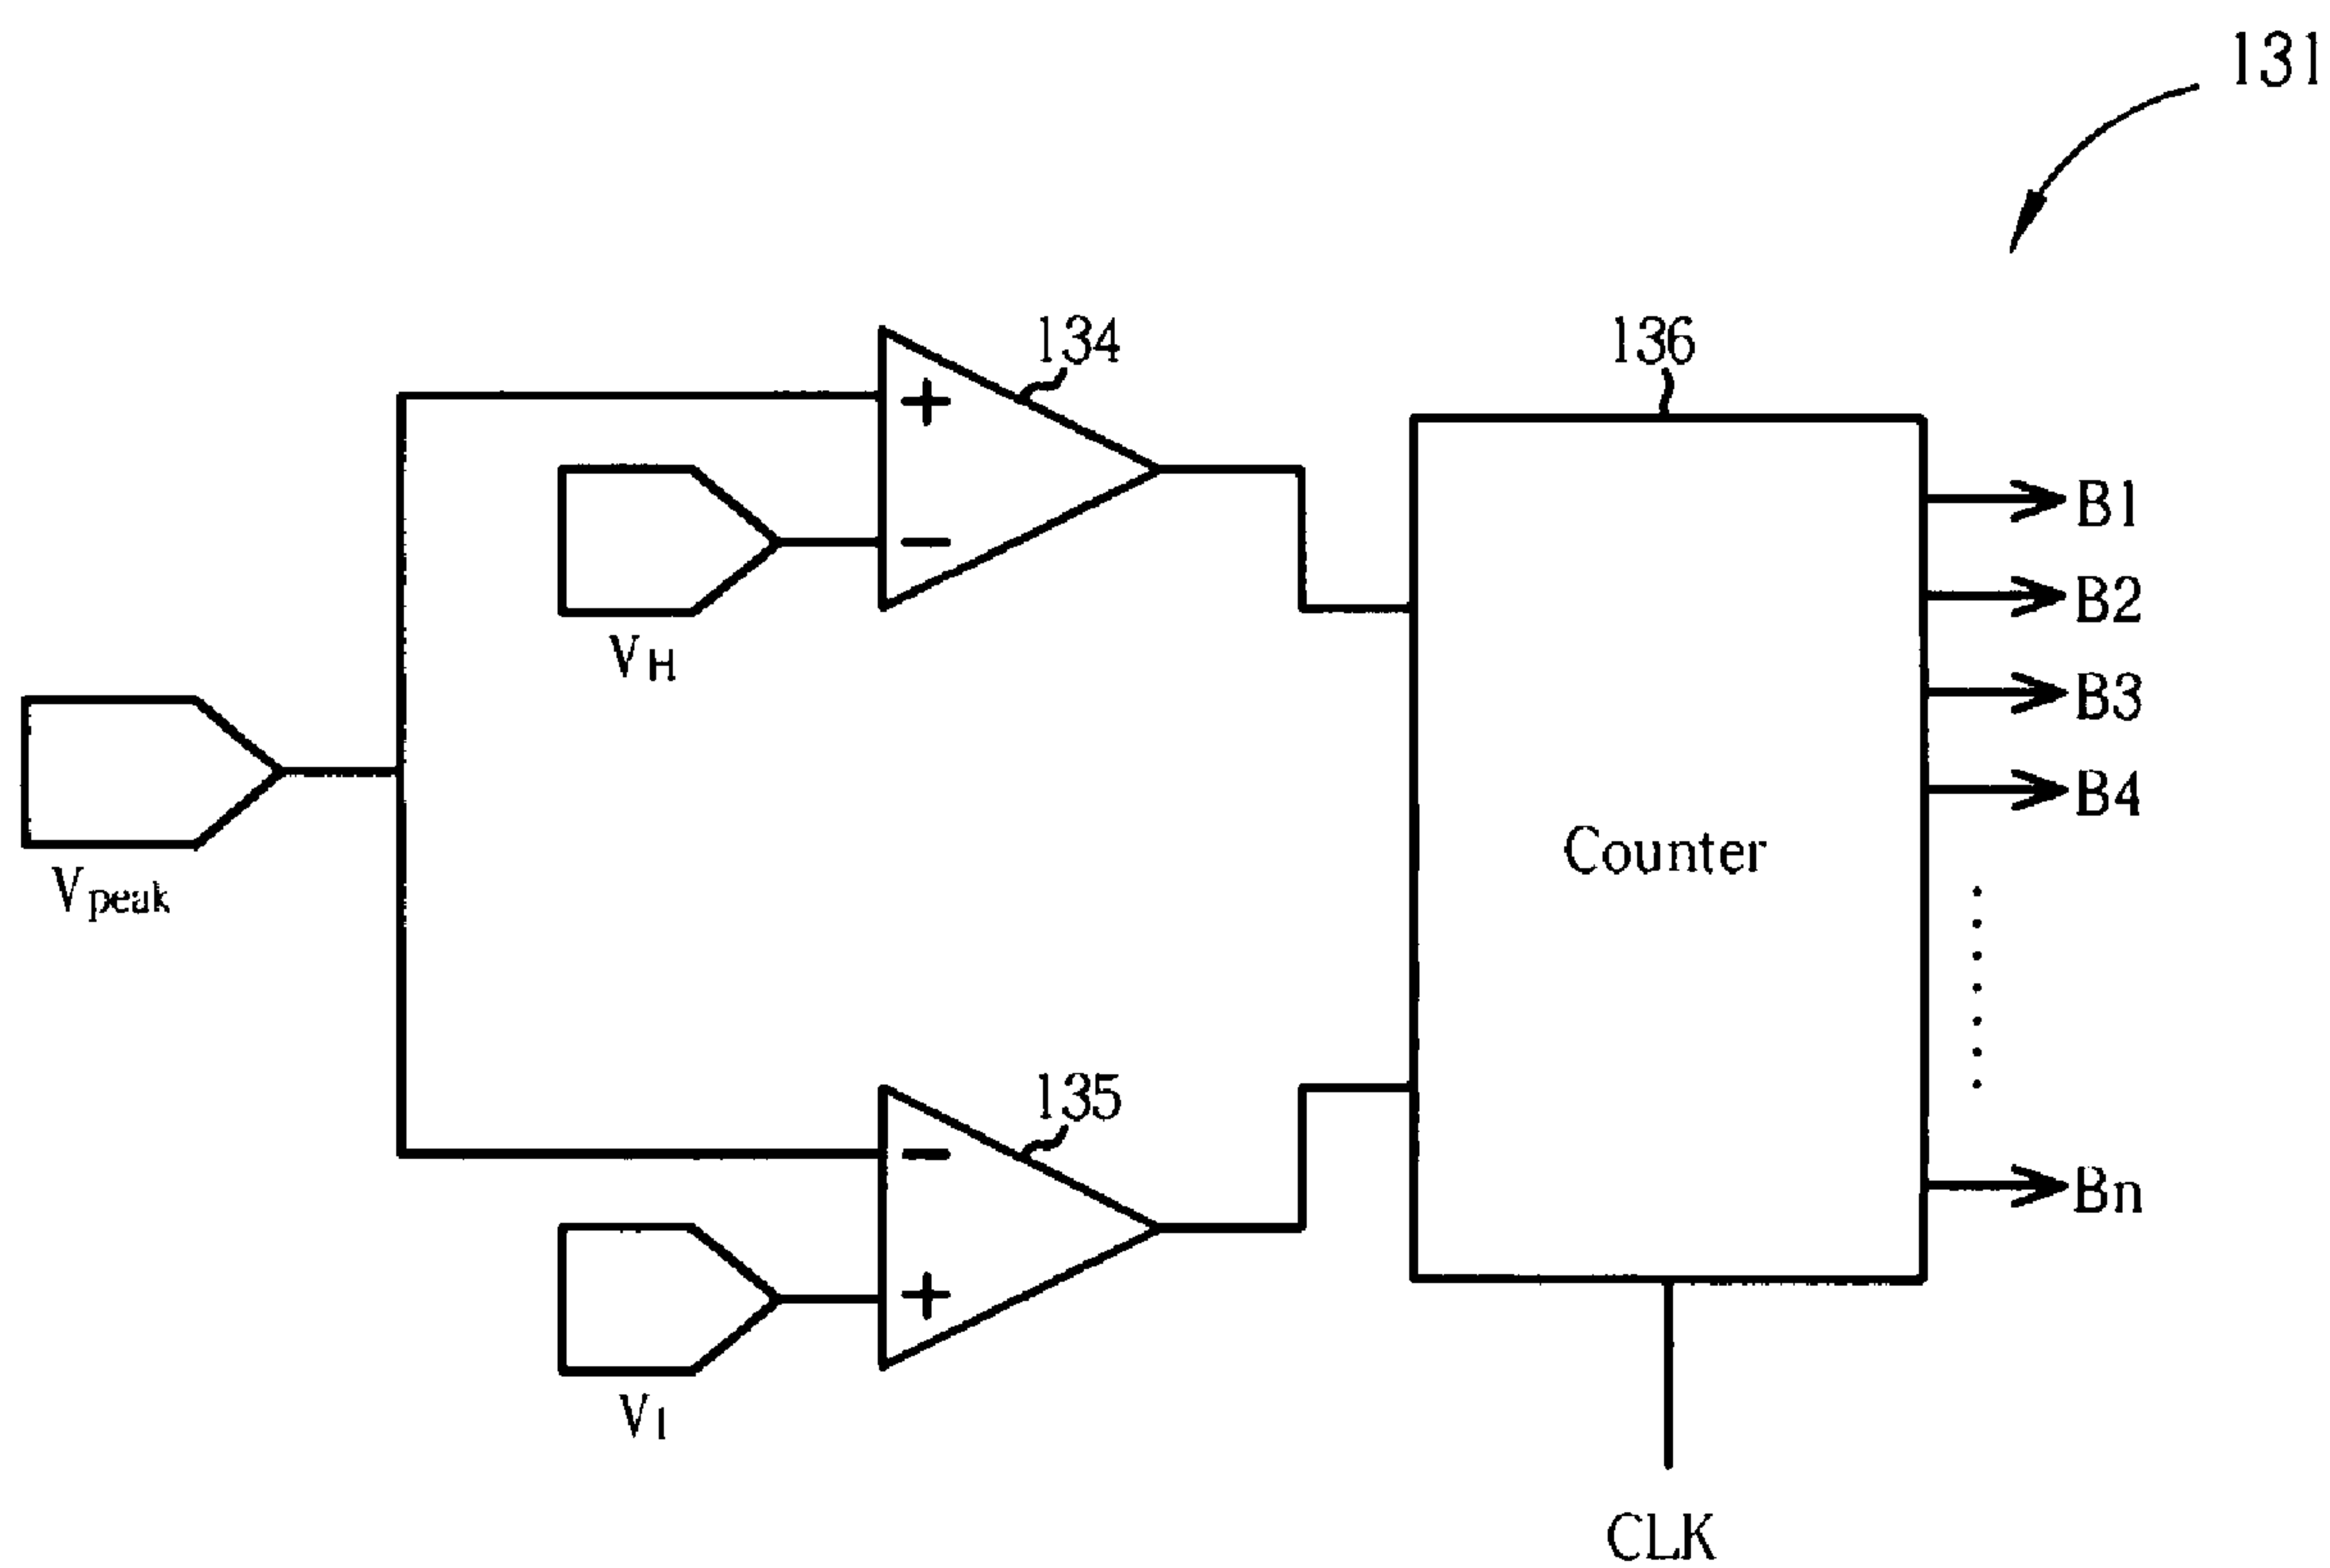 131
134
136
+
−
VH
B1
B2
B3
B4
Vpeak
Counter
135
−
+
Bn
Vl
CLK